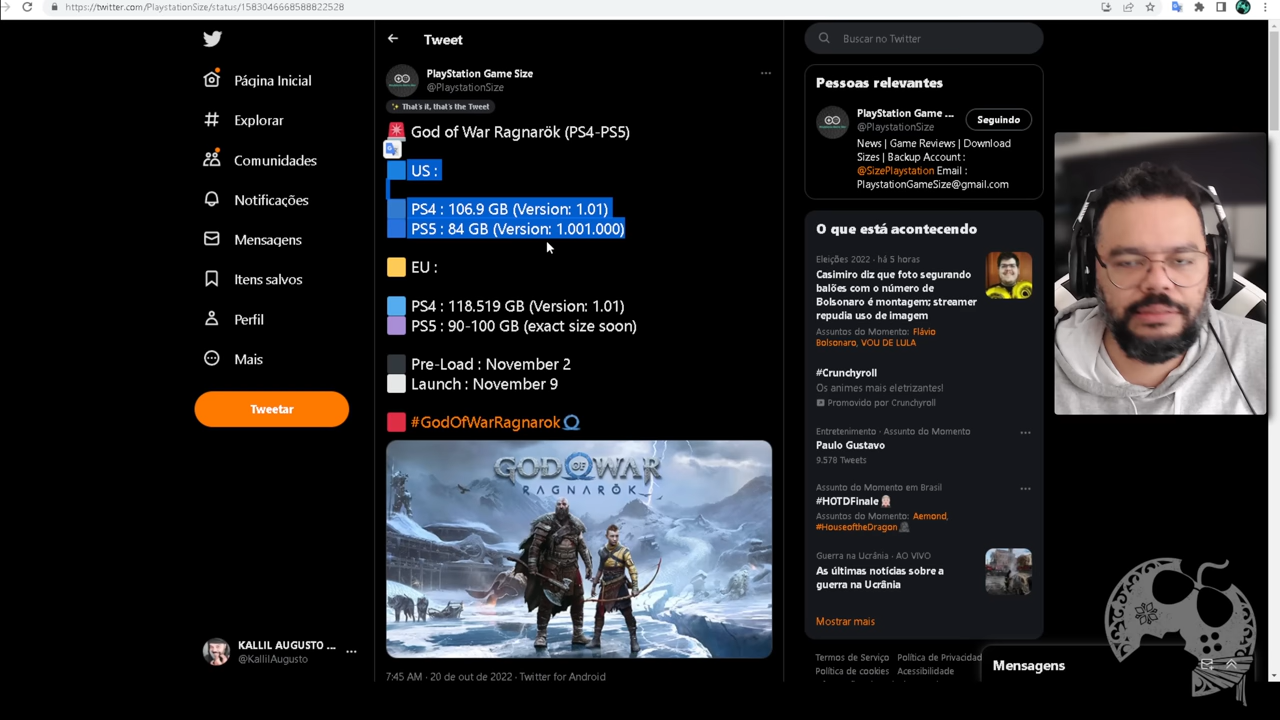 https://twitter.com/PlaystationSize/status/1583046668588822528
Página Inicial
Explorar
Comunidades
Notificações
Mensagens
Itens salvos
Perfil
Mais
Tweetar
KALLIL AUGUSTO ...
@KallilAugusto
Tweet
PlayStation Game Size
@PlaystationSize
That's it, that's the Tweet
God of War Ragnarök (PS4-PS5)
US :
PS4 : 106.9 GB (Version: 1.01)
PS5 : 84 GB (Version: 1.001.000)
EU :
PS4 : 118.519 GB (Version: 1.01)
PS5 : 90-100 GB (exact size soon)
Pre-Load : November 2
Launch : November 9
#GodOfWarRagnarok
GOD OF WAR
RAGNARÖK
7:45 AM · 20 de out de 2022 · Twitter for Android
Buscar no Twitter
Pessoas relevantes
PlayStation Game ...
@PlaystationSize
Seguindo
News | Game Reviews | Download
Sizes | Backup Account :
@SizePlaystation Email :
PlaystationGameSize@gmail.com
O que está acontecendo
Eleições 2022 · há 5 horas
Casimiro diz que foto segurando
balões com o número de
Bolsonaro é montagem; streamer
repudia uso de imagem
Assuntos do Momento: Flávio
Bolsonaro, VOU DE LULA
#Crunchyroll
Os animes mais eletrizantes!
Promovido por Crunchyroll
Entretenimento · Assunto do Momento
Paulo Gustavo
9.578 Tweets
Assunto do Momento em Brasil
#HOTDFinale
Assuntos do Momento: Aemond,
#HouseoftheDragon
Guerra na Ucrânia · AO VIVO
As últimas notícias sobre a
guerra na Ucrânia
Mostrar mais
Termos de Serviço Política de Privacidad
Política de cookies Acessibilidade
Mensagens